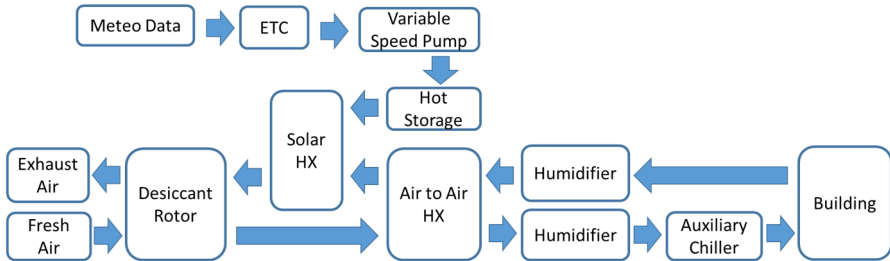 Meteo Data
ETC
Variable
Speed Pump
Hot
Storage
Solar
HX
Exhaust
Air
Desiccant
Rotor
Fresh
Air
Air to Air
HX
Humidifier
Humidifier
Auxiliary
Chiller
Building